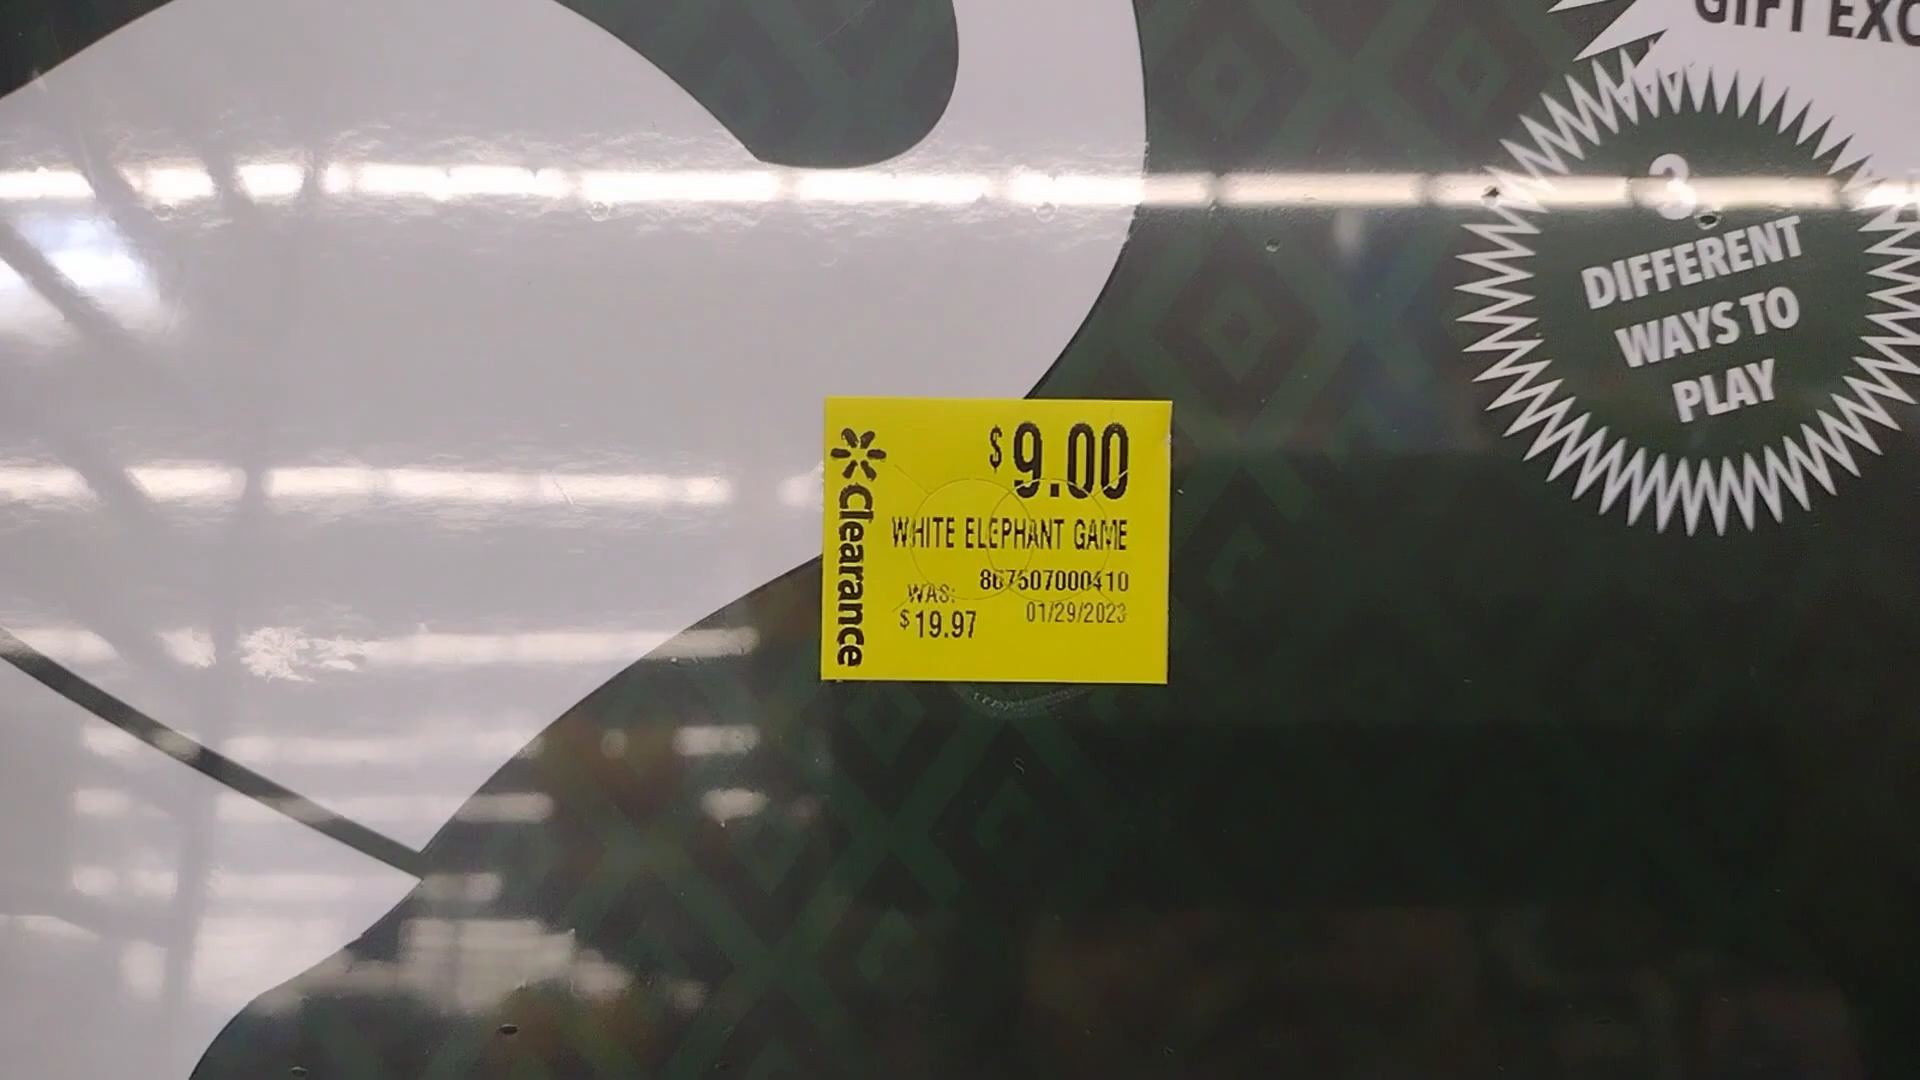 GIFT EXC
3
DIFFERENT
WAYS TO
PLAY
Clearance
$9.00
WHITE ELEPHANT GAME
867507000410
WAS:
$19.97
01/29/2023